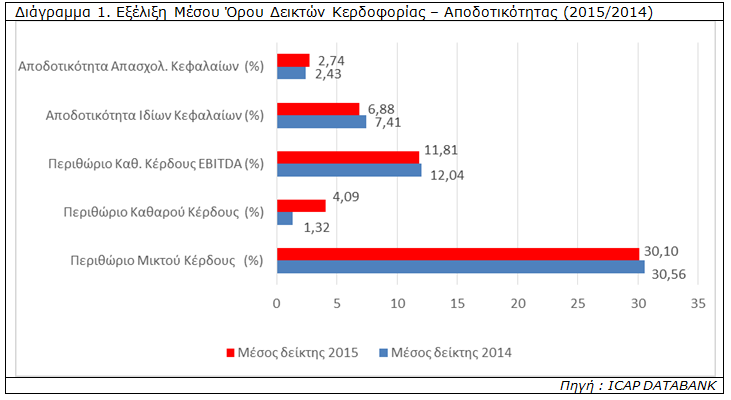 Διάγραμμα 1. Εξέλιξη Μέσου Όρου Δεικτών Κερδοφορίας – Αποδοτικότητας (2015/2014)
Αποδοτικότητα Απασχολ. Κεφαλαίων (%)
2,74
2,43
Αποδοτικότητα Ιδίων Κεφαλαίων (%)
6,88
7,41
Περιθώριο Καθ. Κέρδους EBITDA (%)
11,81
12,04
Περιθώριο Καθαρού Κέρδους (%)
4,09
1,32
Περιθώριο Μικτού Κέρδους (%)
30,10
30,56
0 5 10 15 20 25 30 35
Μέσος δείκτης 2015 Μέσος δείκτης 2014
Πηγή : ICAP DATABANK